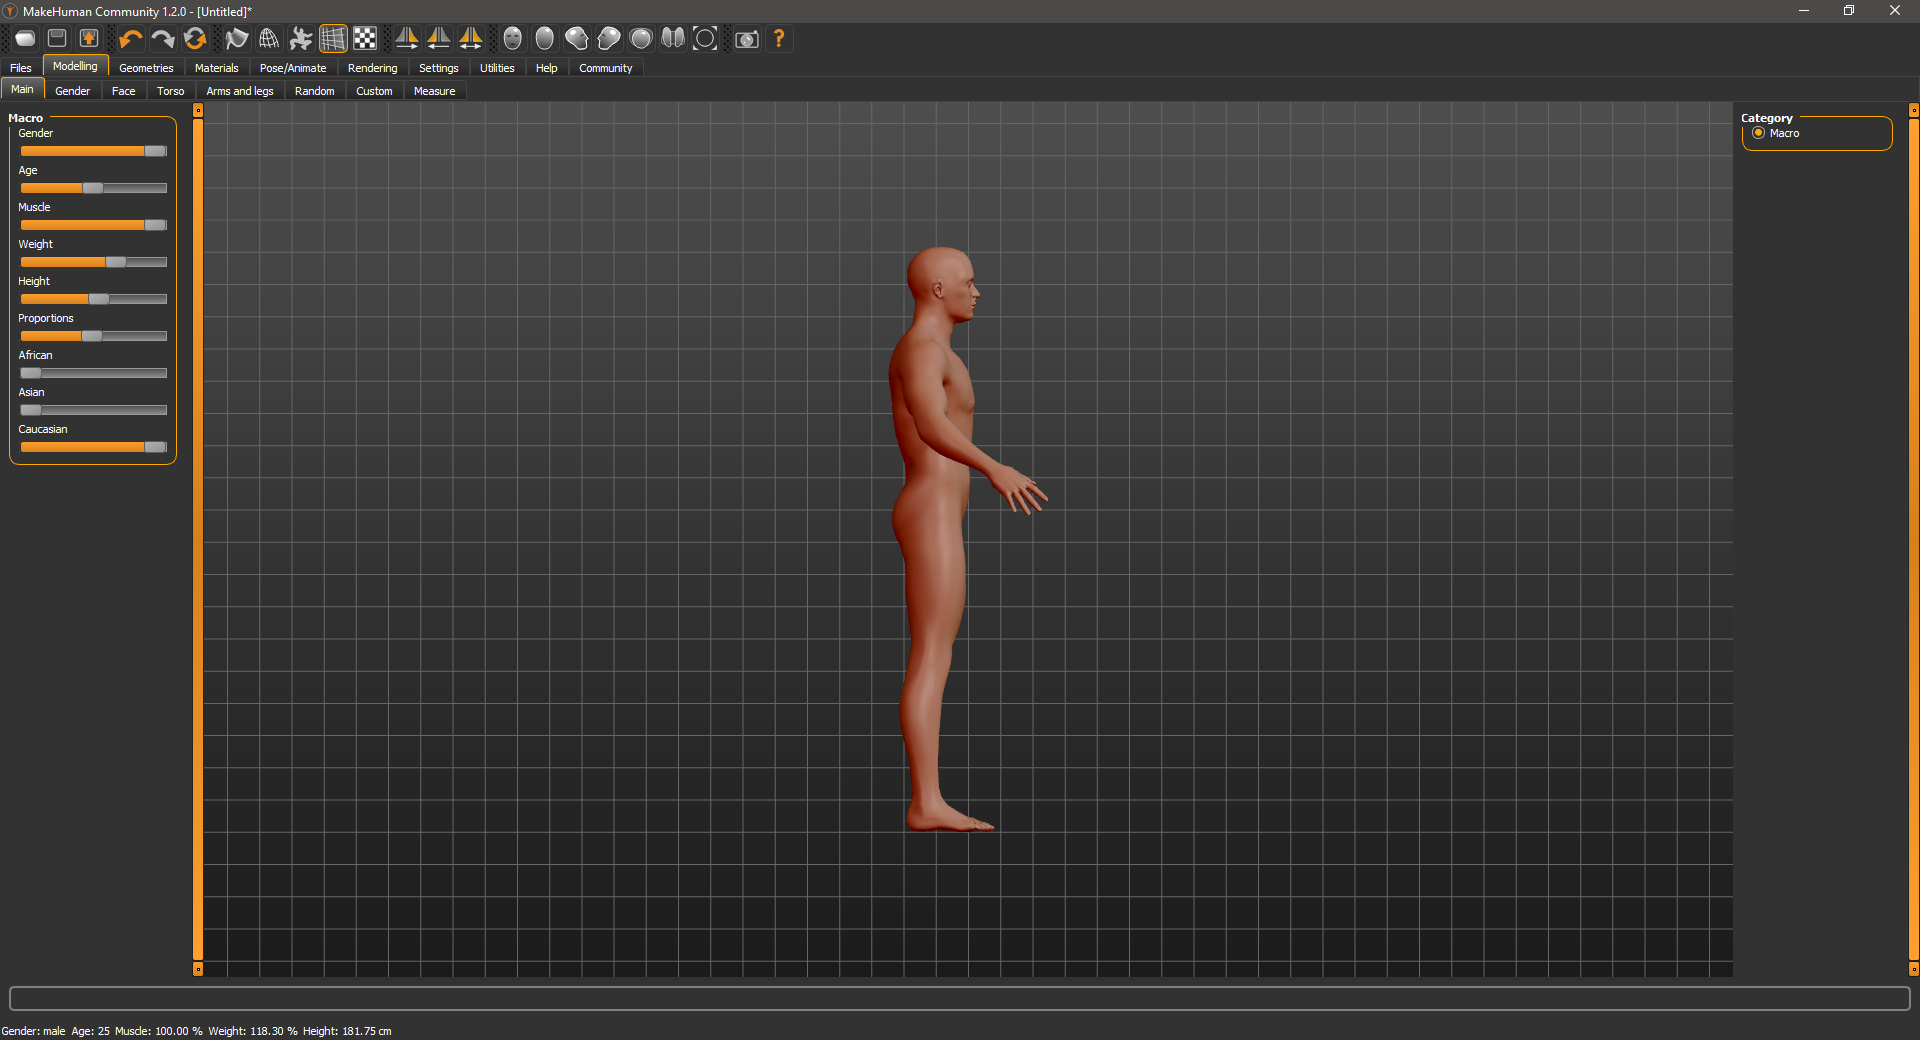 MakeHuman Community 1.2.0 - [Untitled]*
Files Modelling Geometries Materials Pose/Animate Rendering Settings Utilities Help Community
Main Gender Face Torso Arms and legs Random Custom Measure
Macro
Gender
Age
Muscle
Weight
Height
Proportions
African
Asian
Caucasian
Category
Macro
Gender: male Age: 25 Muscle: 100.00 % Weight: 118.30 % Height: 181.75 cm